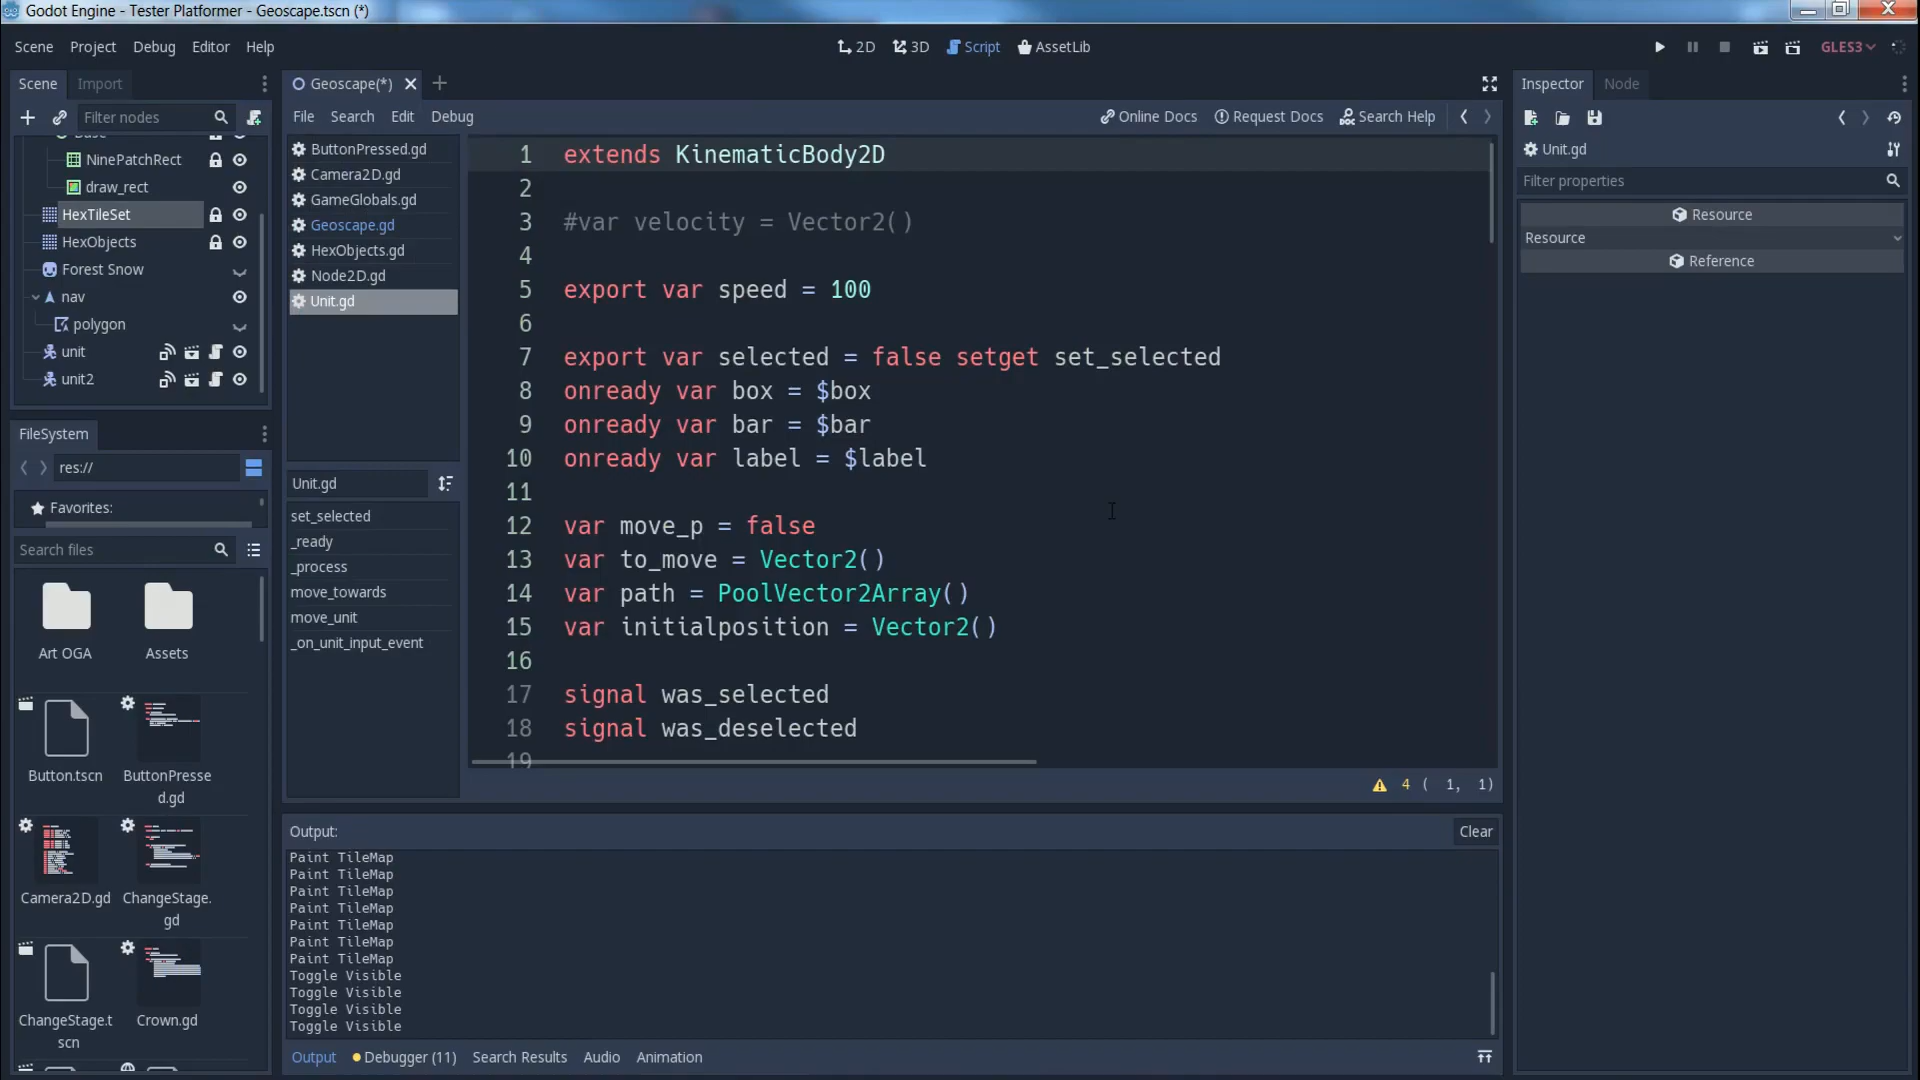 Godot Engine - Tester Platformer - Geoscape.tscn (*)
Scene Project Debug Editor Help
2D 3D Script AssetLib
GLES3
Scene Import
Filter nodes
Base
NinePatchRect
draw_rect
HexTileSet
HexObjects
Forest Snow
nav
polygon
unit
unit2
FileSystem
res://
Favorites:
Search files
Art OGA
Assets
Button.tscn
ButtonPresse
d.gd
Camera2D.gd
ChangeStage.
gd
ChangeStage.t
scn
Crown.gd
Geoscape(*)
File Search Edit Debug
Online Docs Request Docs Search Help
ButtonPressed.gd
Camera2D.gd
GameGlobals.gd
Geoscape.gd
HexObjects.gd
Node2D.gd
Unit.gd
Unit.gd
set_selected
_ready
_process
move_towards
move_unit
_on_unit_input_event
1 extends KinematicBody2D
2
3 #var velocity = Vector2()
4
5 export var speed = 100
6
7 export var selected = false setget set_selected
8 onready var box = $box
9 onready var bar = $bar
10 onready var label = $label
11
12 var move_p = false
13 var to_move = Vector2()
14 var path = PoolVector2Array()
15 var initialposition = Vector2()
16
17 signal was_selected
18 signal was_deselected
19
4 ( 1, 1)
Output:
Clear
Paint TileMap
Paint TileMap
Paint TileMap
Paint TileMap
Paint TileMap
Paint TileMap
Paint TileMap
Toggle Visible
Toggle Visible
Toggle Visible
Toggle Visible
Output Debugger (11) Search Results Audio Animation
Inspector Node
Unit.gd
Filter properties
Resource
Resource
Reference